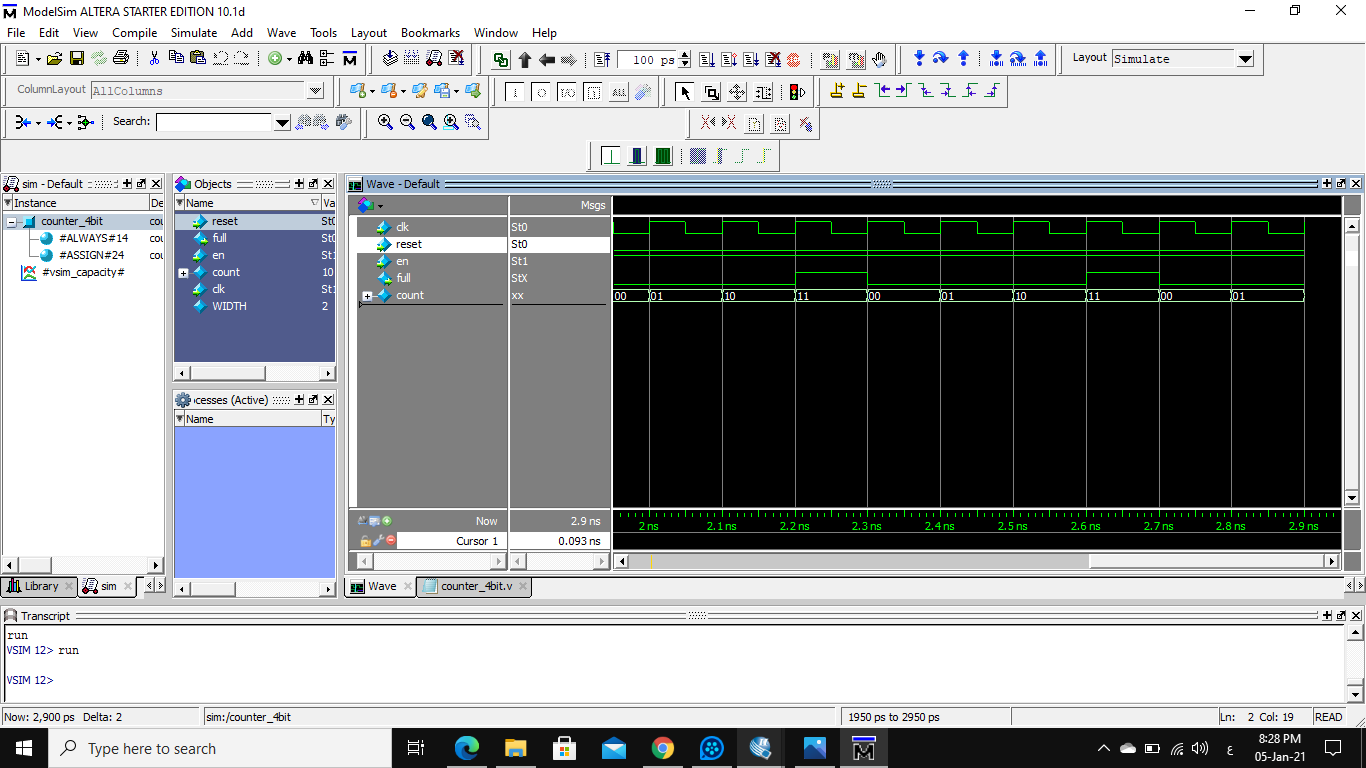 ModelSim ALTERA STARTER EDITION 10.1d
File Edit View Compile Simulate Add Wave Tools Layout Bookmarks Window Help
100 ps
Layout Simulate
ColumnLayout AllColumns
Search:
sim - Default
Instance De
counter_4bit cou
#ALWAYS#14 cou
#ASSIGN#24 cou
#vsim_capacity#
Library sim
Objects
Name Va
reset St0
full St0
en St1
count 10
clk St1
WIDTH 2
cesses (Active)
Name Ty
Wave - Default
Msgs
clk St0
reset St0
en St1
full StX
count xx
00 01 10 11 00 01 10 11 00 01
Now 2.9 ns
Cursor 1 0.093 ns
2 ns 2.1 ns 2.2 ns 2.3 ns 2.4 ns 2.5 ns 2.6 ns 2.7 ns 2.8 ns 2.9 ns
Wave counter_4bit.v
Transcript
run
VSIM 12> run
VSIM 12>
Now: 2,900 ps Delta: 2 sim:/counter_4bit 1950 ps to 2950 ps Ln: 2 Col: 19 READ
Type here to search
ع
8:28 PM
05-Jan-21